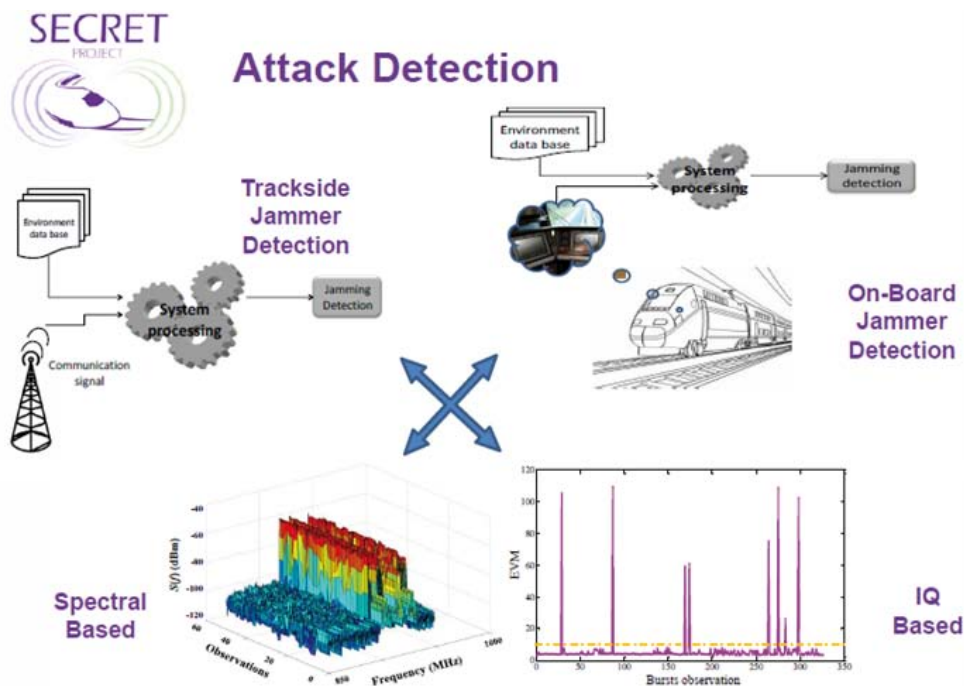 SECRET
PROJECT
Attack Detection
Environment
data base
System
processing
Jamming
detection
Trackside
Jammer
Detection
Environment
data base
System
processing
Jamming
Detection
Communication
signal
On-Board
Jammer
Detection
Spectral
Based
S(f) (dBm)
-40
-60
-80
-100
-120
60
40
20
0
Observations
850
1000
Frequency (MHz)
EVM
120
100
80
60
40
20
0
0
50
100
150
200
250
300
350
Bursts observation
IQ
Based